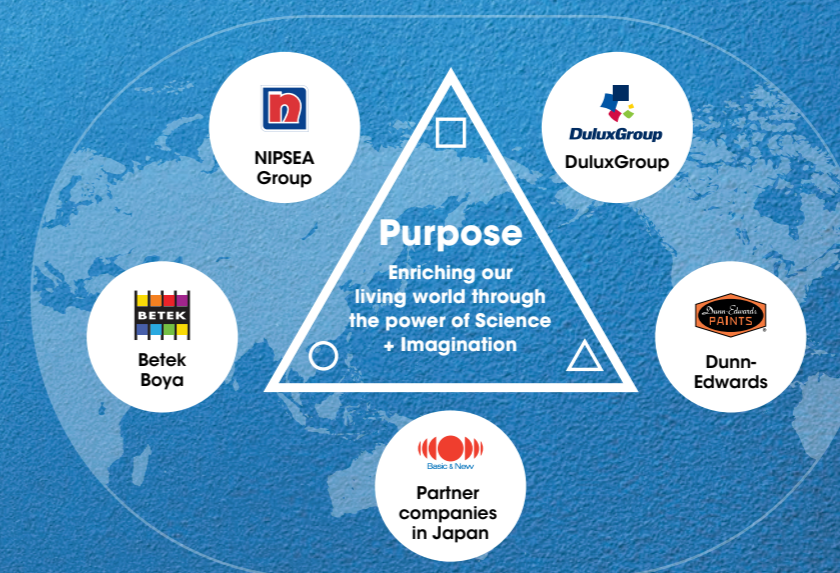 n
NIPSEA
Group
DuluxGroup
DuluxGroup
Purpose
Enriching our
living world through
the power of Science
+ Imagination
BETEK
Betek
Boya
Dunn-Edwards
PAINTS
Dunn-
Edwards
Basic & New
Partner
companies
in Japan